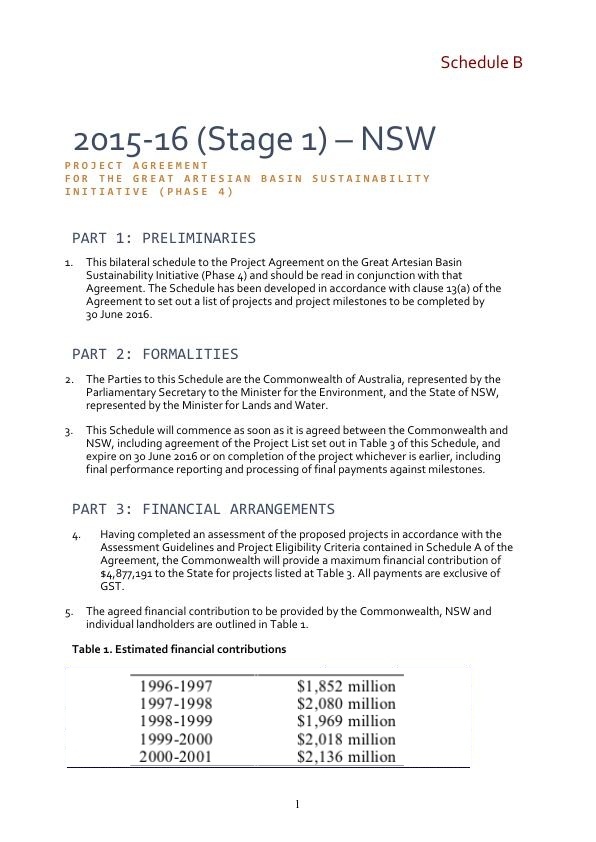 Schedule B
2015-16 (Stage 1) – NSW
PROJECT AGREEMENT
FOR THE GREAT ARTESIAN BASIN SUSTAINABILITY
INITIATIVE (PHASE 4)
PART 1: PRELIMINARIES
1. This bilateral schedule to the Project Agreement on the Great Artesian Basin
Sustainability Initiative (Phase 4) and should be read in conjunction with that
Agreement. The Schedule has been developed in accordance with clause 13(a) of the
Agreement to set out a list of projects and project milestones to be completed by
30 June 2016.
PART 2: FORMALITIES
2. The Parties to this Schedule are the Commonwealth of Australia, represented by the
Parliamentary Secretary to the Minister for the Environment, and the State of NSW,
represented by the Minister for Lands and Water.
3. This Schedule will commence as soon as it is agreed between the Commonwealth and
NSW, including agreement of the Project List set out in Table 3 of this Schedule, and
expire on 30 June 2016 or on completion of the project whichever is earlier, including
final performance reporting and processing of final payments against milestones.
PART 3: FINANCIAL ARRANGEMENTS
4. Having completed an assessment of the proposed projects in accordance with the
Assessment Guidelines and Project Eligibility Criteria contained in Schedule A of the
Agreement, the Commonwealth will provide a maximum financial contribution of
$4,877,191 to the State for projects listed at Table 3. All payments are exclusive of
GST.
5. The agreed financial contribution to be provided by the Commonwealth, NSW and
individual landholders are outlined in Table 1.
Table 1. Estimated financial contributions
1996-1997 $1,852 million
1997-1998 $2,080 million
1998-1999 $1,969 million
1999-2000 $2,018 million
2000-2001 $2,136 million
1